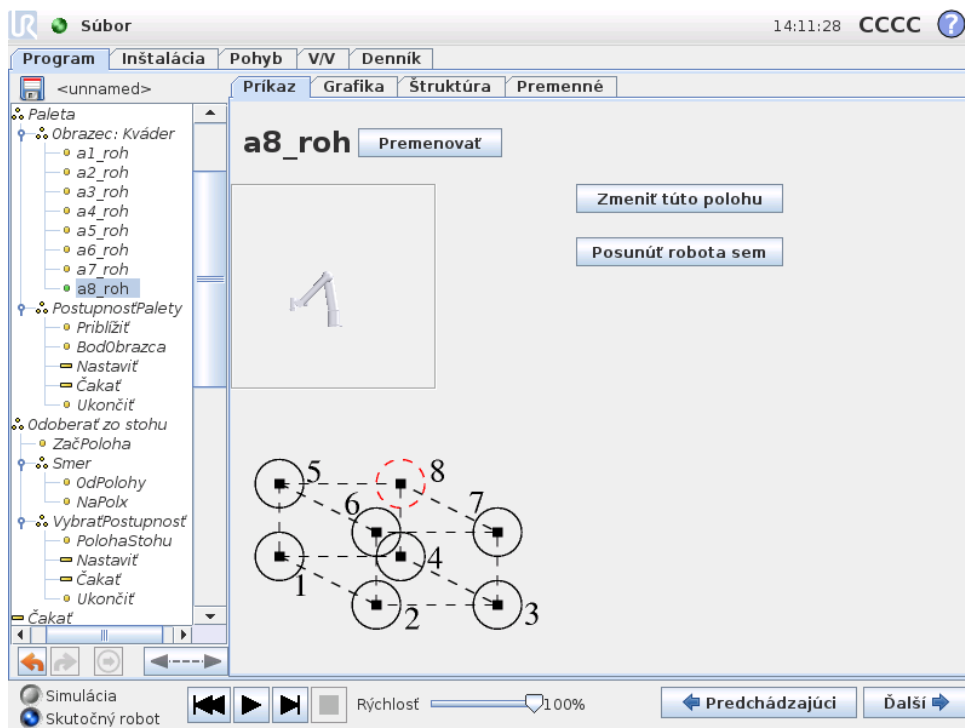 UR Súbor 14:11:28 CCCC ?
Program Inštalácia Pohyb V/V Denník
<unnamed> Príkaz Grafika Štruktúra Premenné
Paleta
Obrazec: Kváder
a1_roh
a2_roh
a3_roh
a4_roh
a5_roh
a6_roh
a7_roh
a8_roh
PostupnosťPalety
Priblížiť
BodObrazca
Nastaviť
Čakať
Ukončiť
Odoberať zo stohu
ZačPoloha
Smer
OdPolohy
NaPolx
VybraťPostupnosť
PolohaStohu
Nastaviť
Čakať
Ukončiť
Čakať
a8_roh Premenovať
Zmeniť túto polohu
Posunúť robota sem
5 8
6 7
1 4
2 3
Simulácia
Skutočný robot
Rýchlosť 100%
Predchádzajúci Ďalší